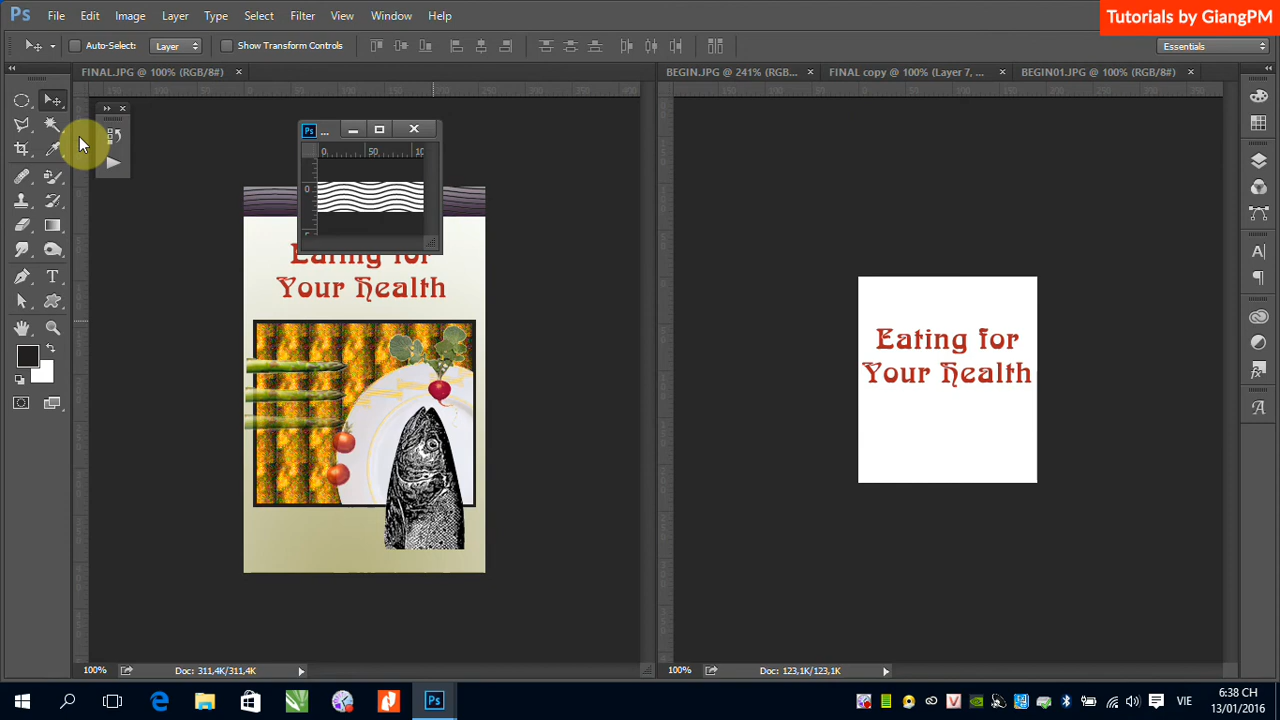 Ps File Edit Image Layer Type Select Filter View Window Help
Tutorials by GiangPM
Auto-Select: Layer Show Transform Controls Essentials
FINAL.JPG @ 100% (RGB/8#) × BEGIN.JPG @ 241% (RGB... × FINAL copy @ 100% (Layer 7, ... × BEGIN01.JPG @ 100% (RGB/8#) ×
Ps ...
0 50 10
0
Eating for
Your Health
Eating for
Your Health
100% Doc: 311,4K/311,4K 100% Doc: 123,1K/123,1K
VIE
6:38 CH
13/01/2016